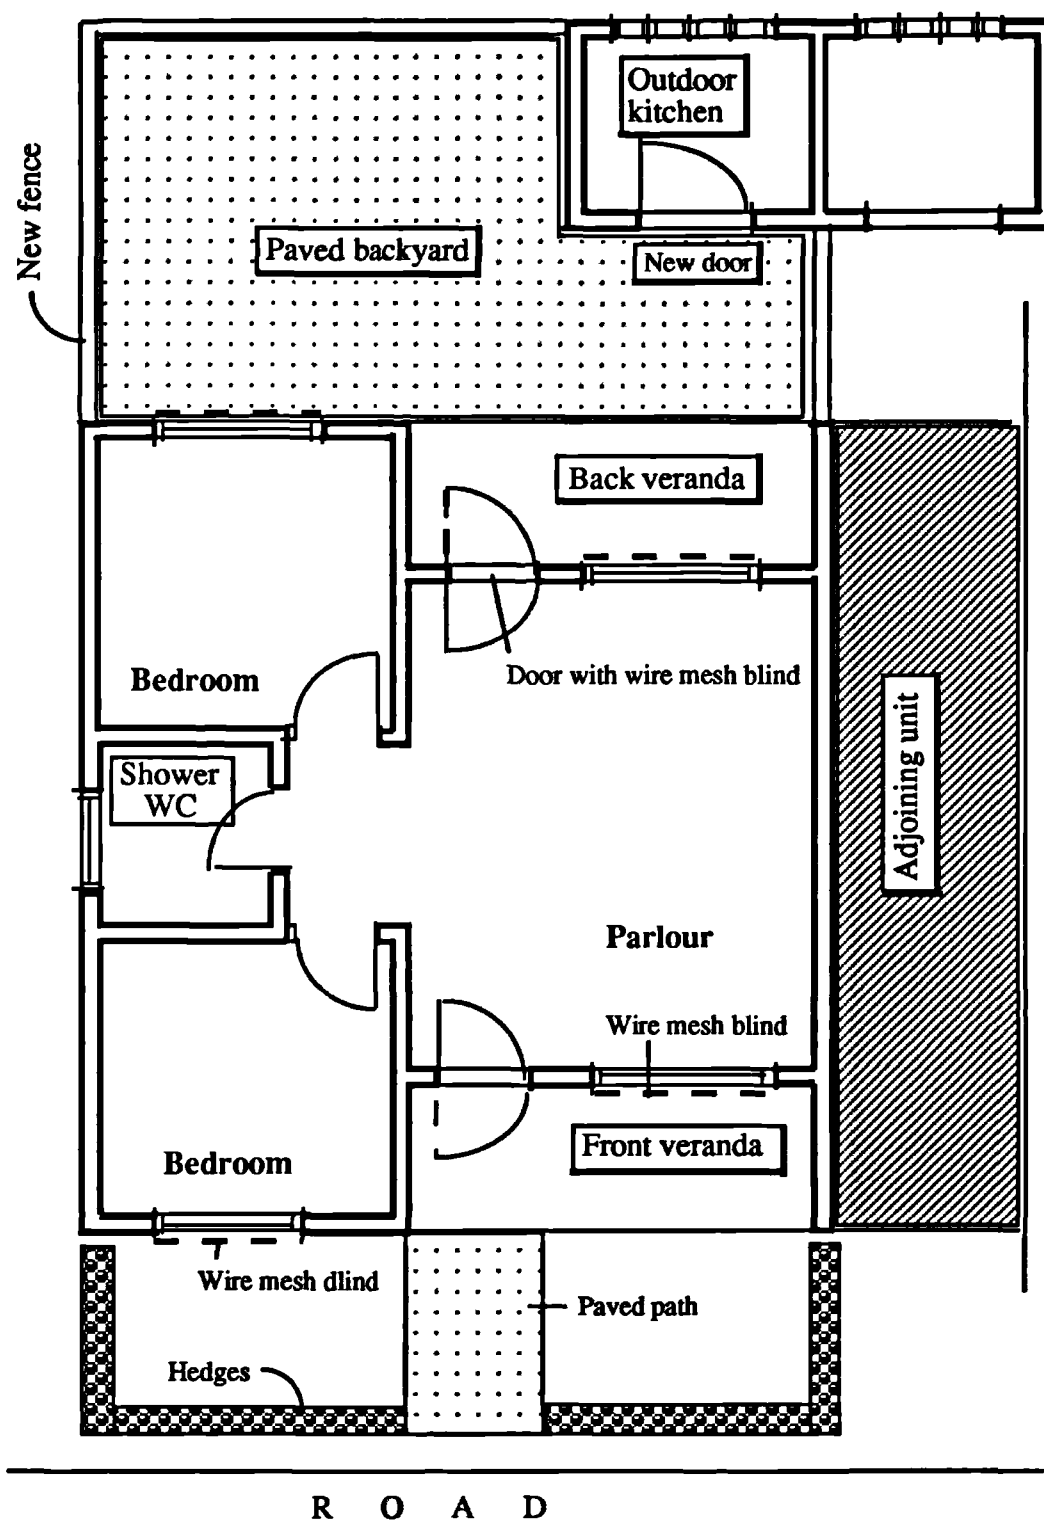 Outdoor
kitchen
New fence
Paved backyard
New door
Back veranda
Door with wire mesh blind
Bedroom
Shower
WC
Adjoining unit
Parlour
Wire mesh blind
Front veranda
Bedroom
Wire mesh dlind
Paved path
Hedges
ROAD